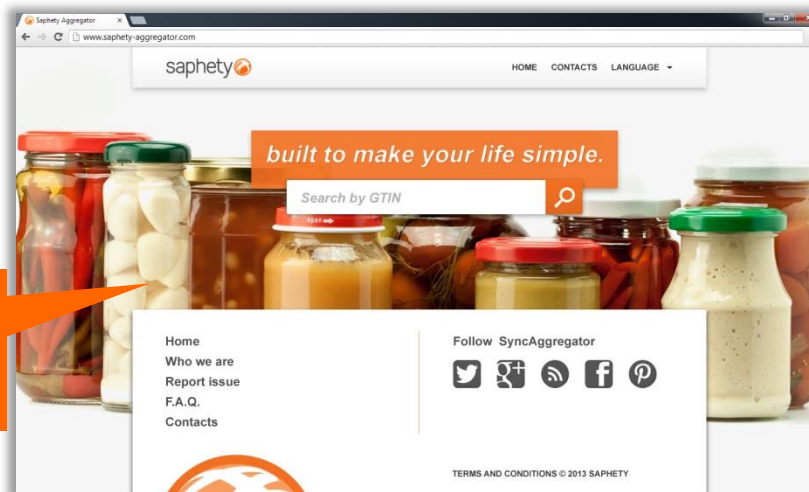 Saphety Aggregator
www.saphety-aggregator.com
saphety
HOME CONTACTS LANGUAGE
built to make your life simple.
Search by GTIN
open
Home
Who we are
Report issue
F.A.Q.
Contacts
Follow SyncAggregator
TERMS AND CONDITIONS © 2013 SAPHETY